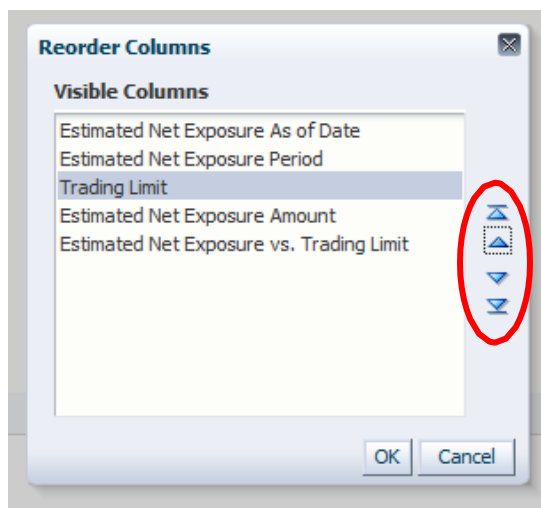 Reorder Columns
Visible Columns
Estimated Net Exposure As of Date
Estimated Net Exposure Period
Trading Limit
Estimated Net Exposure Amount
Estimated Net Exposure vs. Trading Limit
OK
Cancel